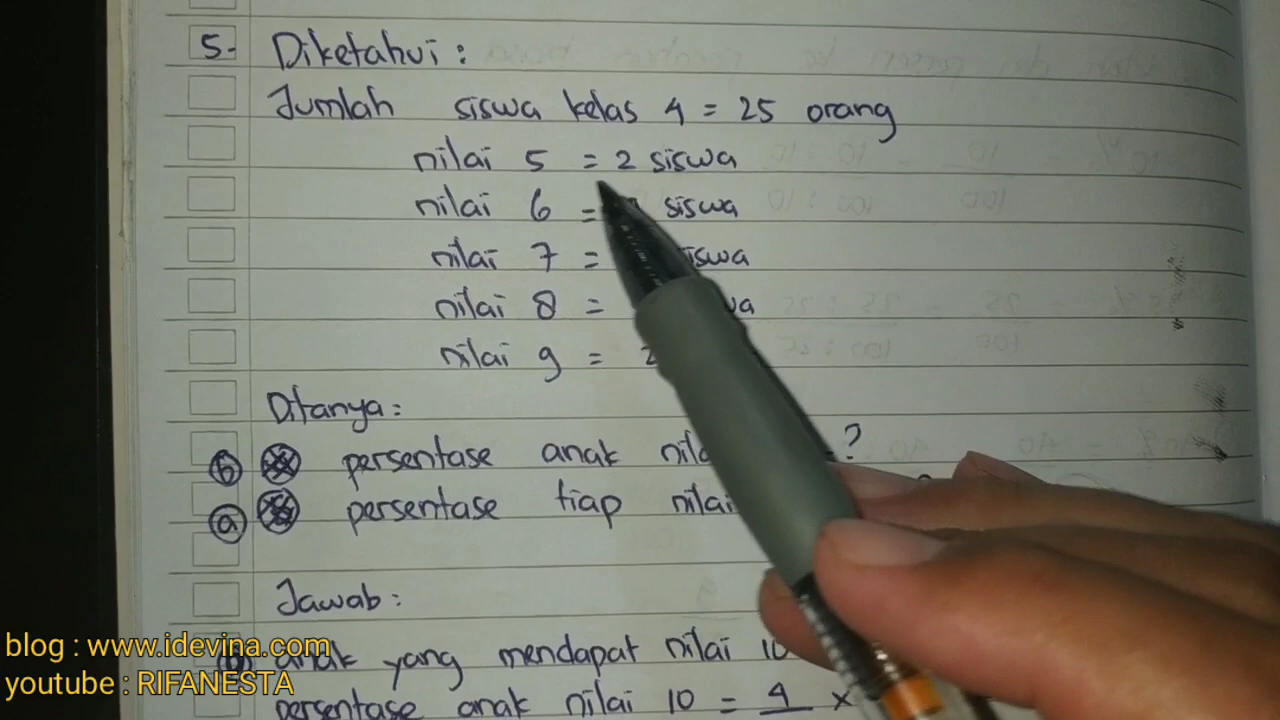 5. Diketahui :
Jumlah siswa kelas 4 = 25 orang
nilai 5 = 2 siswa
nilai 6 = siswa
nilai 7 =
nilai 8 =
nilai 9 =
Ditanya :
b persentase anak ?
a persentase tiap nilai
Jawab :
anak yang mendapat nilai 10
persentase anak nilai 10 = 4 ×
blog : www.idevina.com
youtube : RIFANESTA